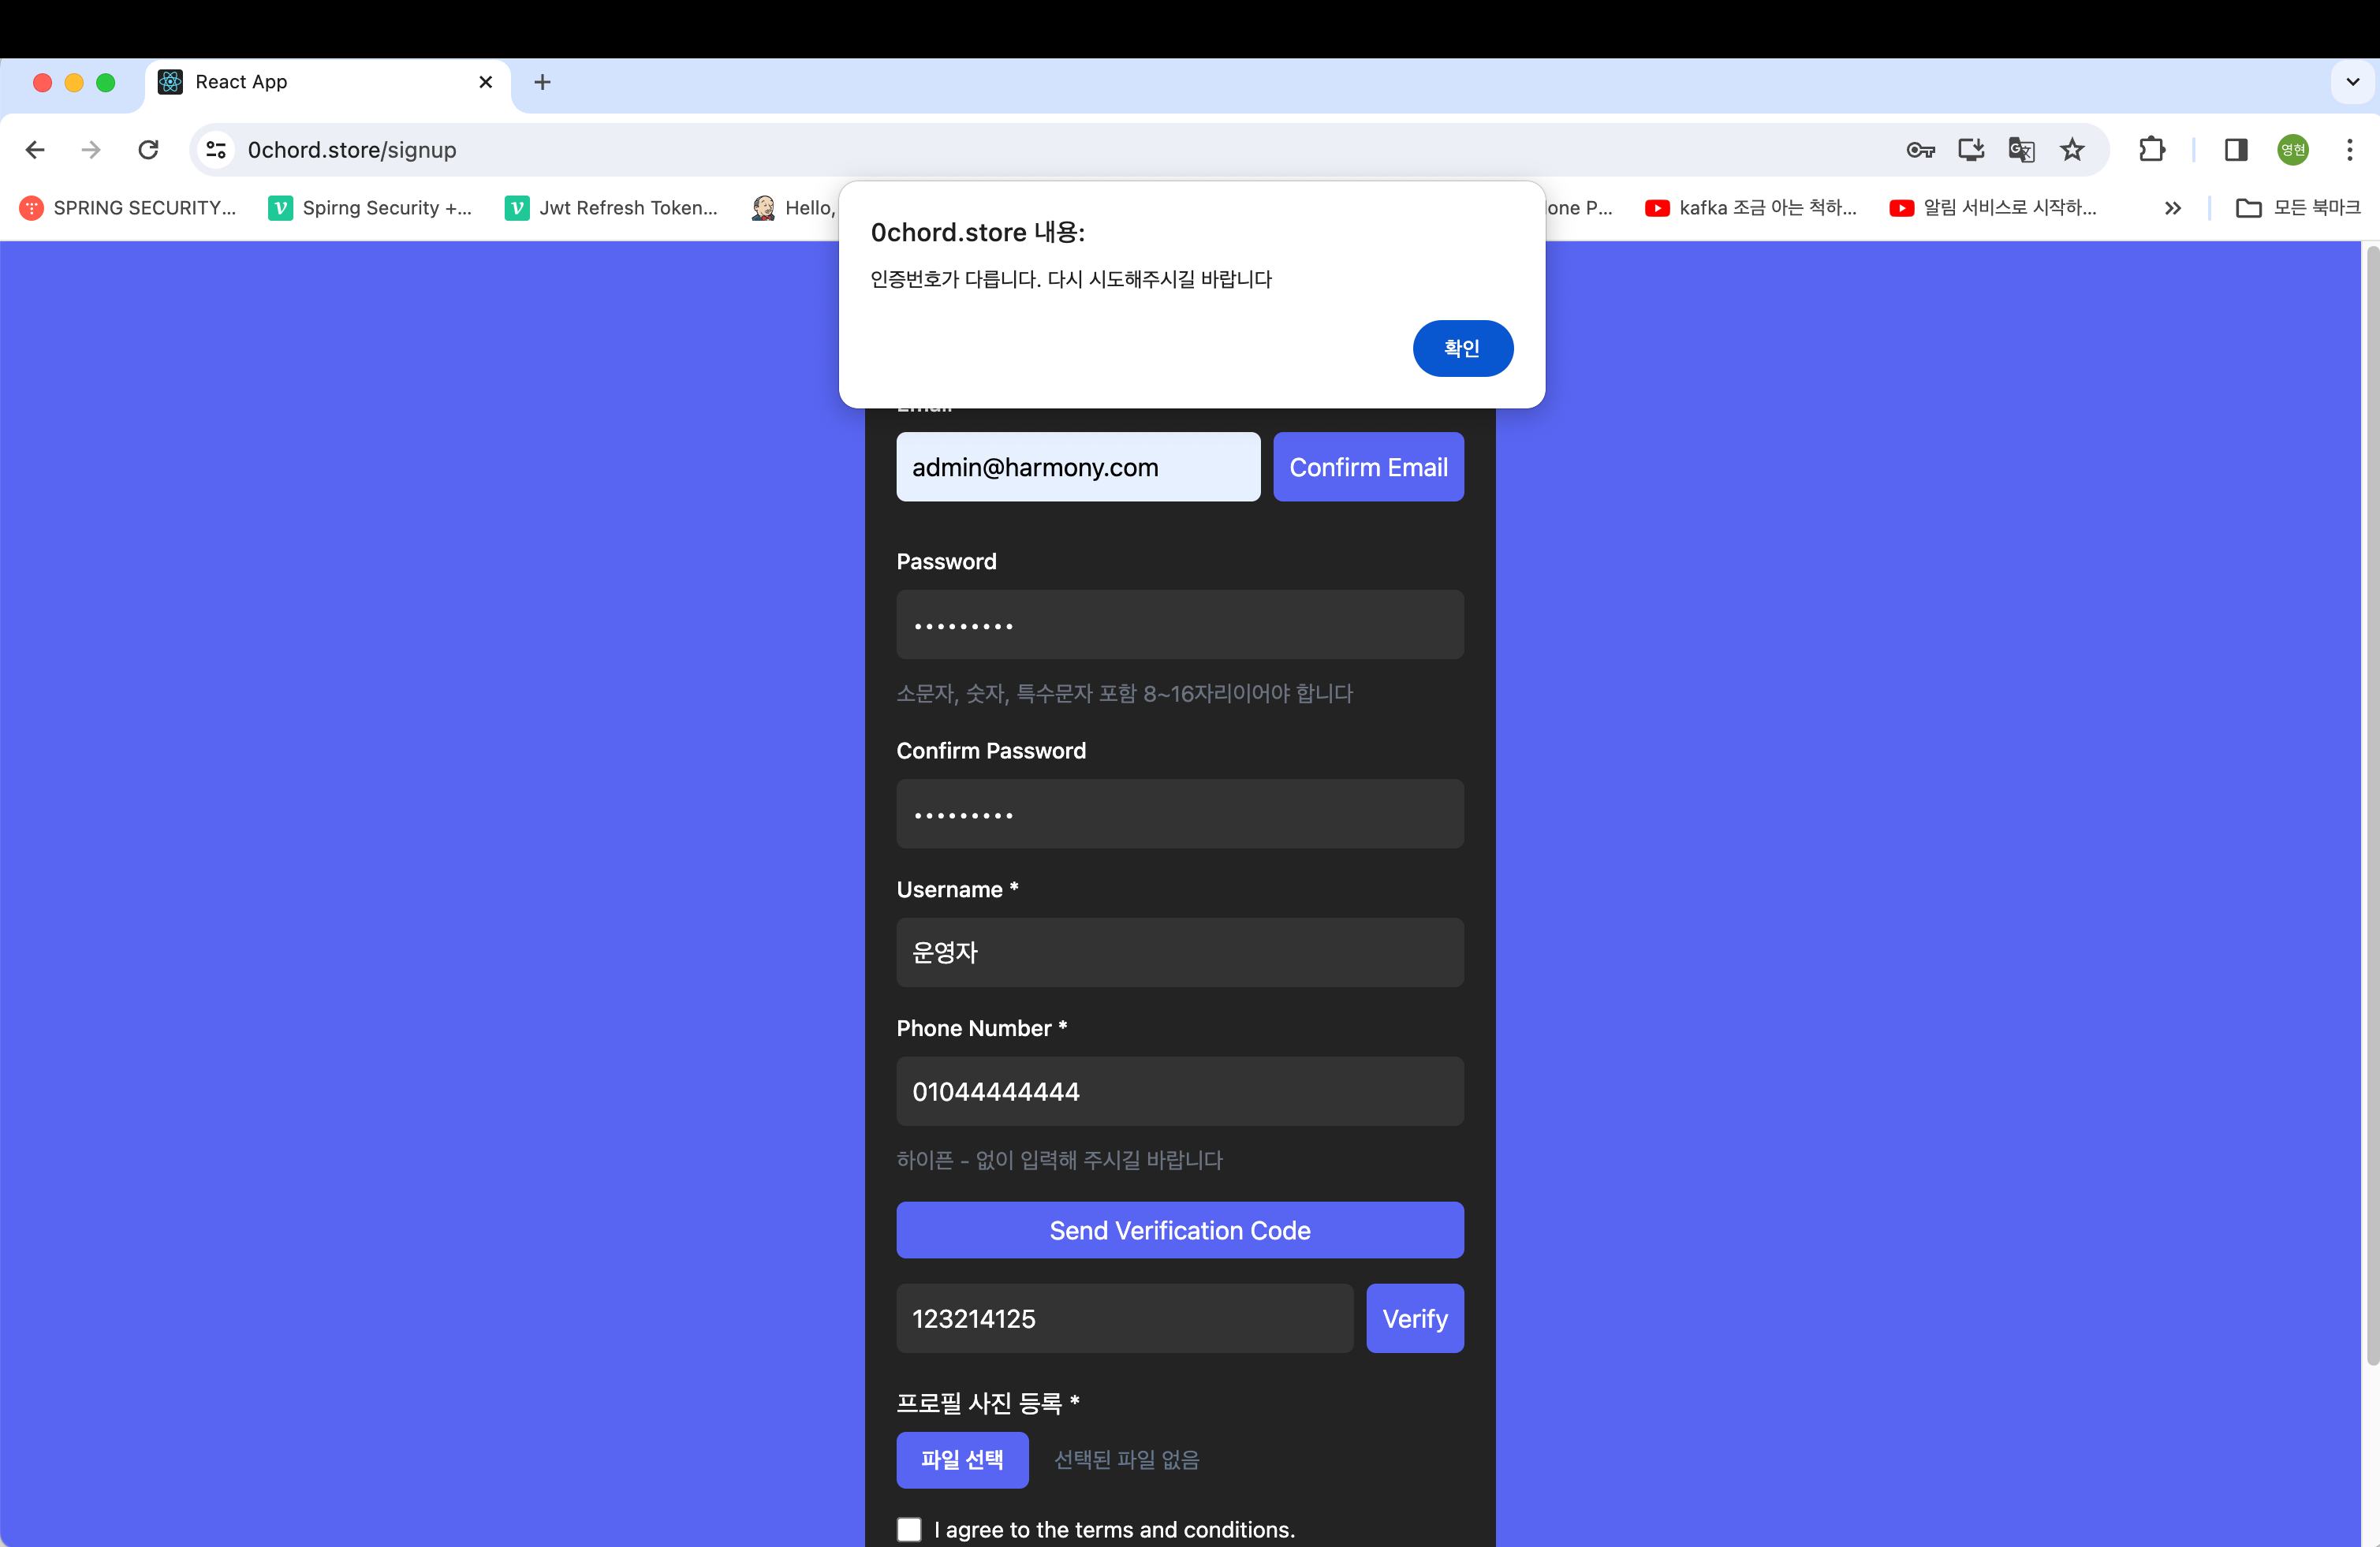 React App
0chord.store/signup
영현
SPRING SECURITY...
Spirng Security +...
Jwt Refresh Token...
Hello,
one P...
kafka 조금 아는 척하...
알림 서비스로 시작하...
모든 북마크
0chord.store 내용:
인증번호가 다릅니다. 다시 시도해주시길 바랍니다
확인
Email
admin@harmony.com
Confirm Email
Password
소문자, 숫자, 특수문자 포함 8~16자리이어야 합니다
Confirm Password
Username *
운영자
Phone Number *
01044444444
하이픈 - 없이 입력해 주시길 바랍니다
Send Verification Code
123214125
Verify
프로필 사진 등록 *
파일 선택
선택된 파일 없음
I agree to the terms and conditions.